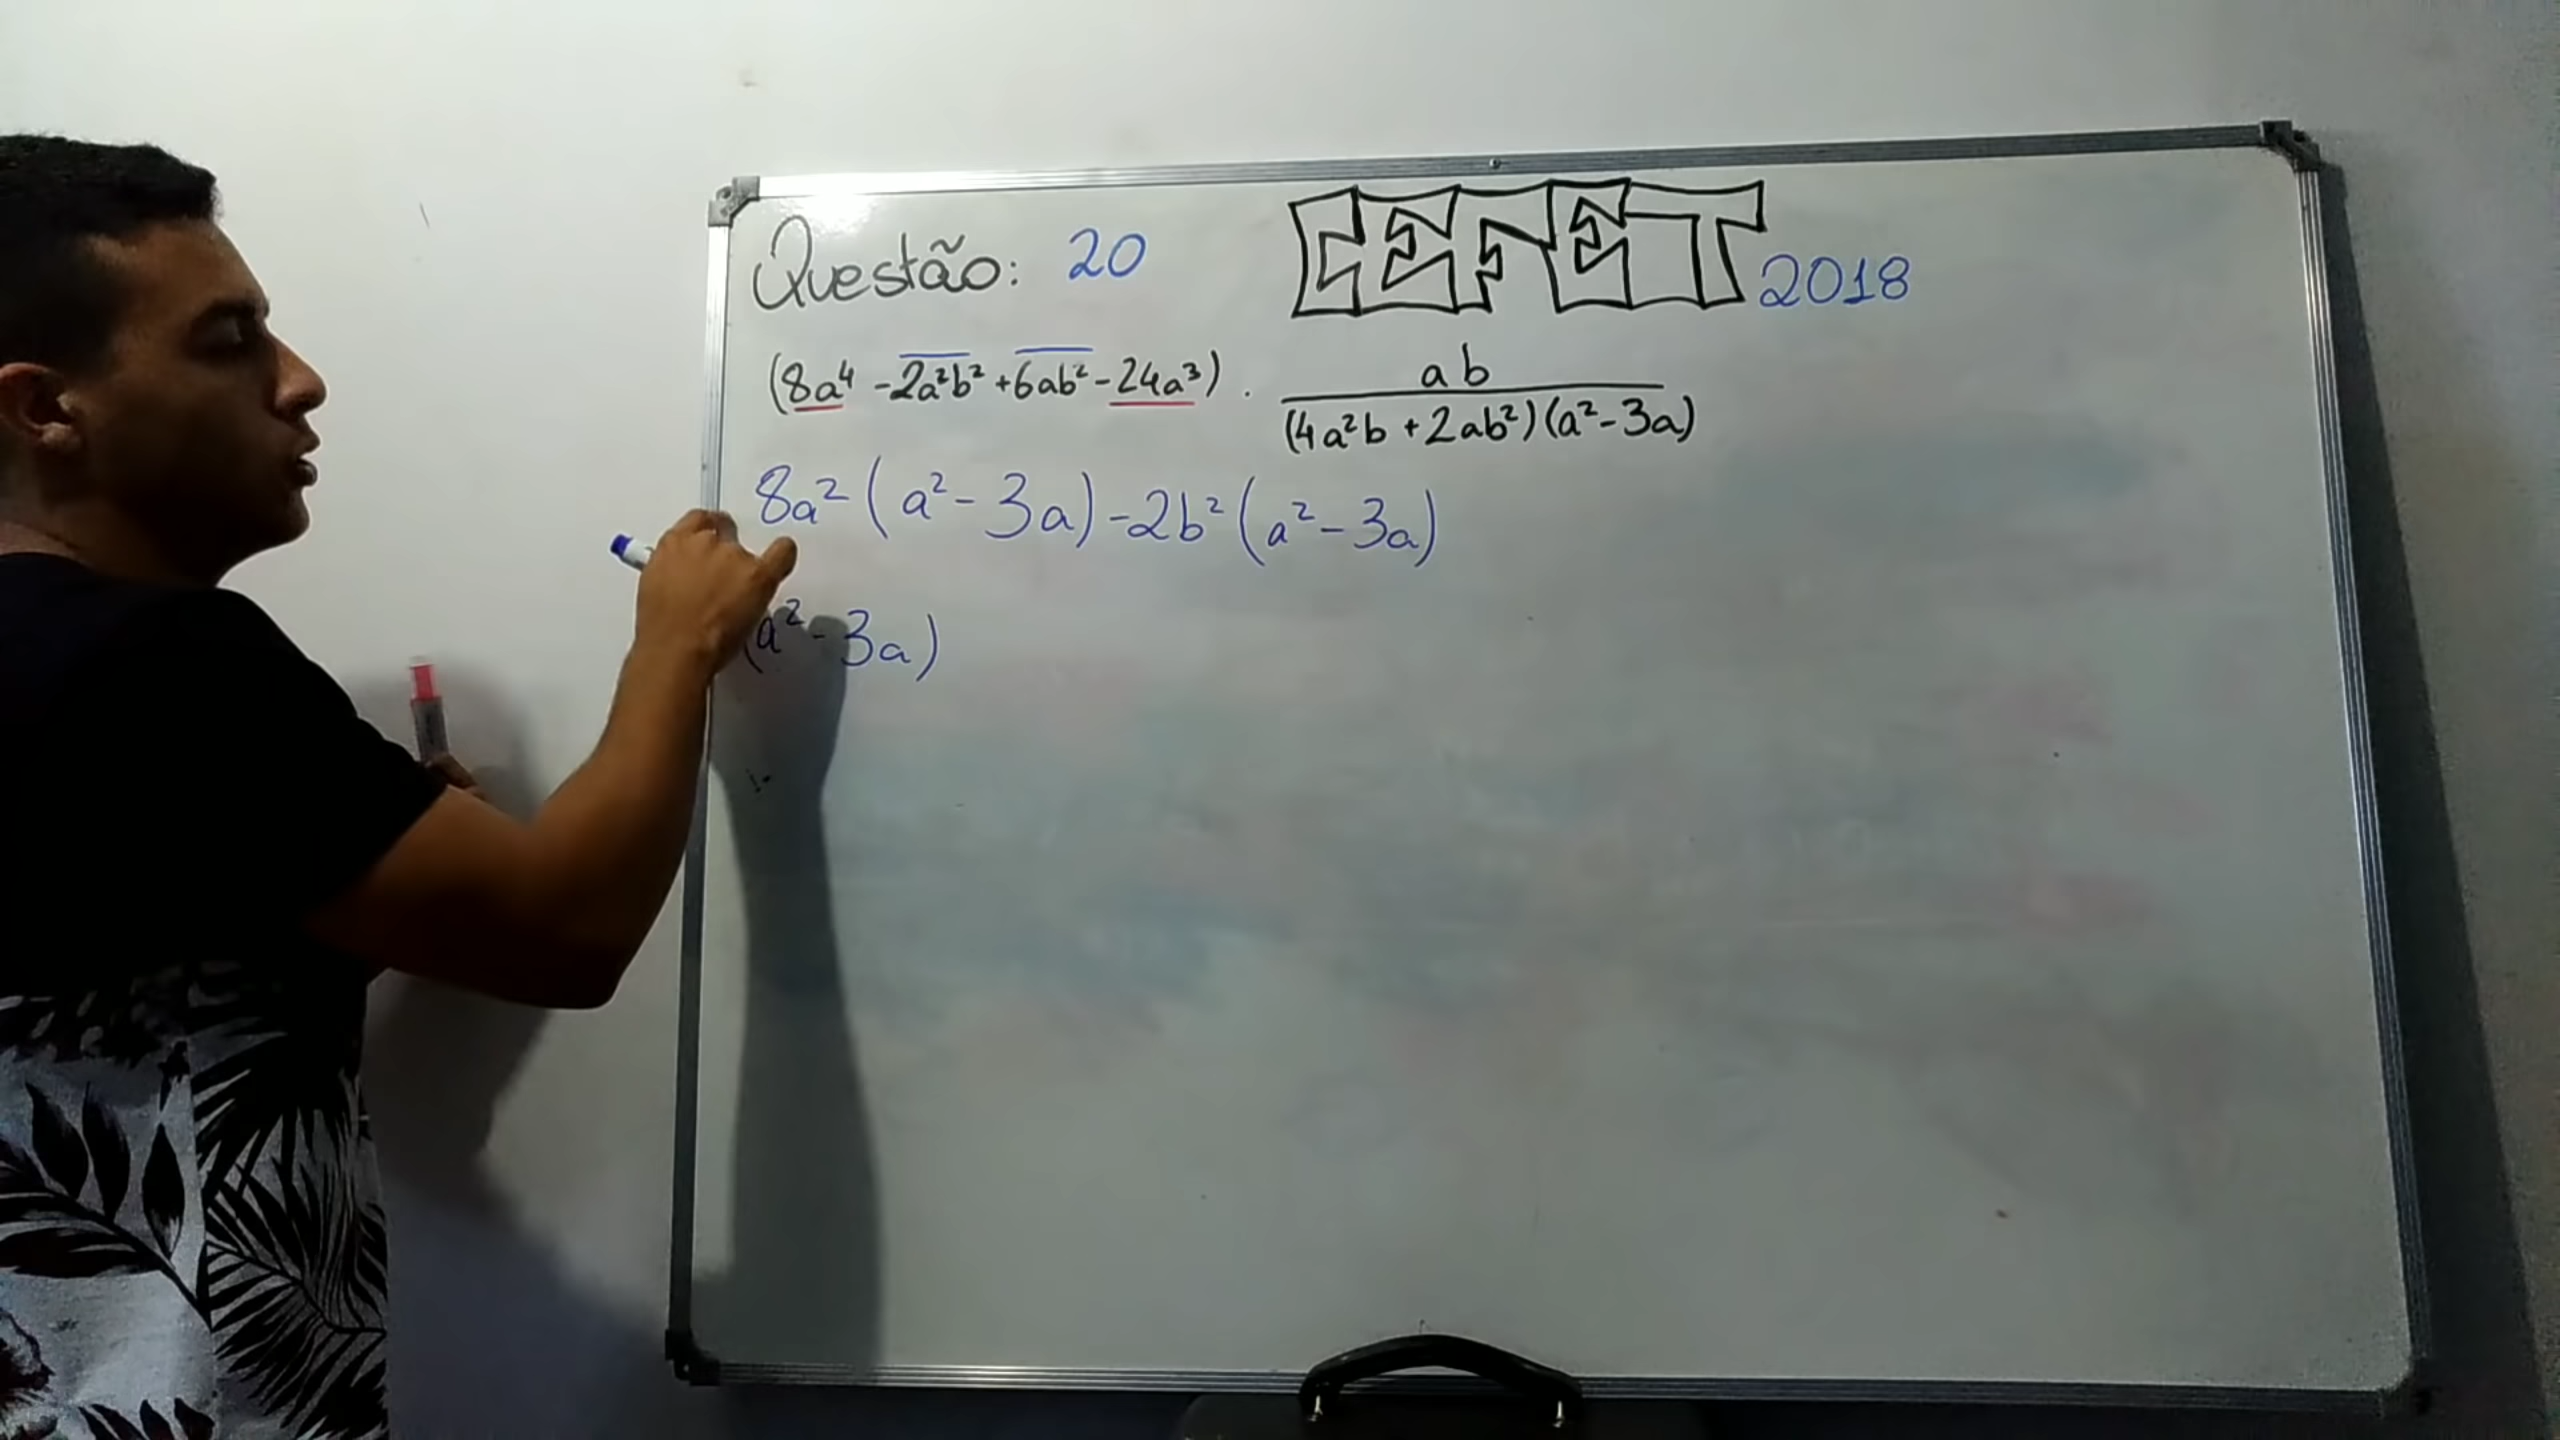 Questão: 20 CEFET 2018
(8a⁴ - 2a²b² + 6ab² - 24a³) . ab
(4a²b + 2ab²)(a² - 3a)
8a² (a² - 3a) - 2b² (a² - 3a)
(a² - 3a)